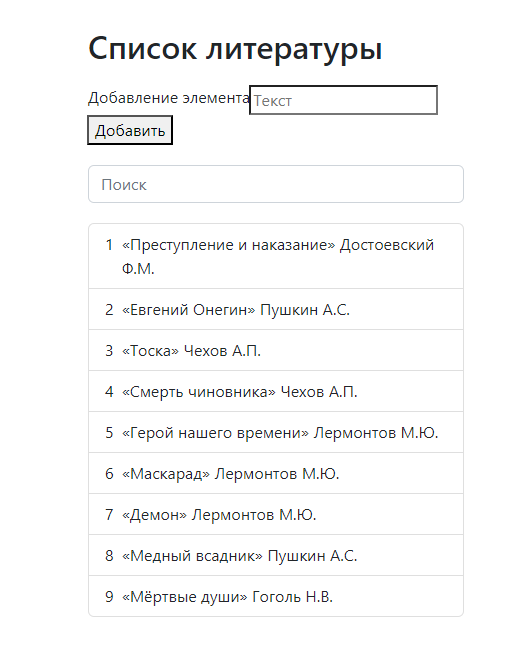 Список литературы
Добавление элемента Текст
Добавить
Поиск
1 «Преступление и наказание» Достоевский
Ф.М.
2 «Евгений Онегин» Пушкин А.С.
3 «Тоска» Чехов А.П.
4 «Смерть чиновника» Чехов А.П.
5 «Герой нашего времени» Лермонтов М.Ю.
6 «Маскарад» Лермонтов М.Ю.
7 «Демон» Лермонтов М.Ю.
8 «Медный всадник» Пушкин А.С.
9 «Мёртвые души» Гоголь Н.В.